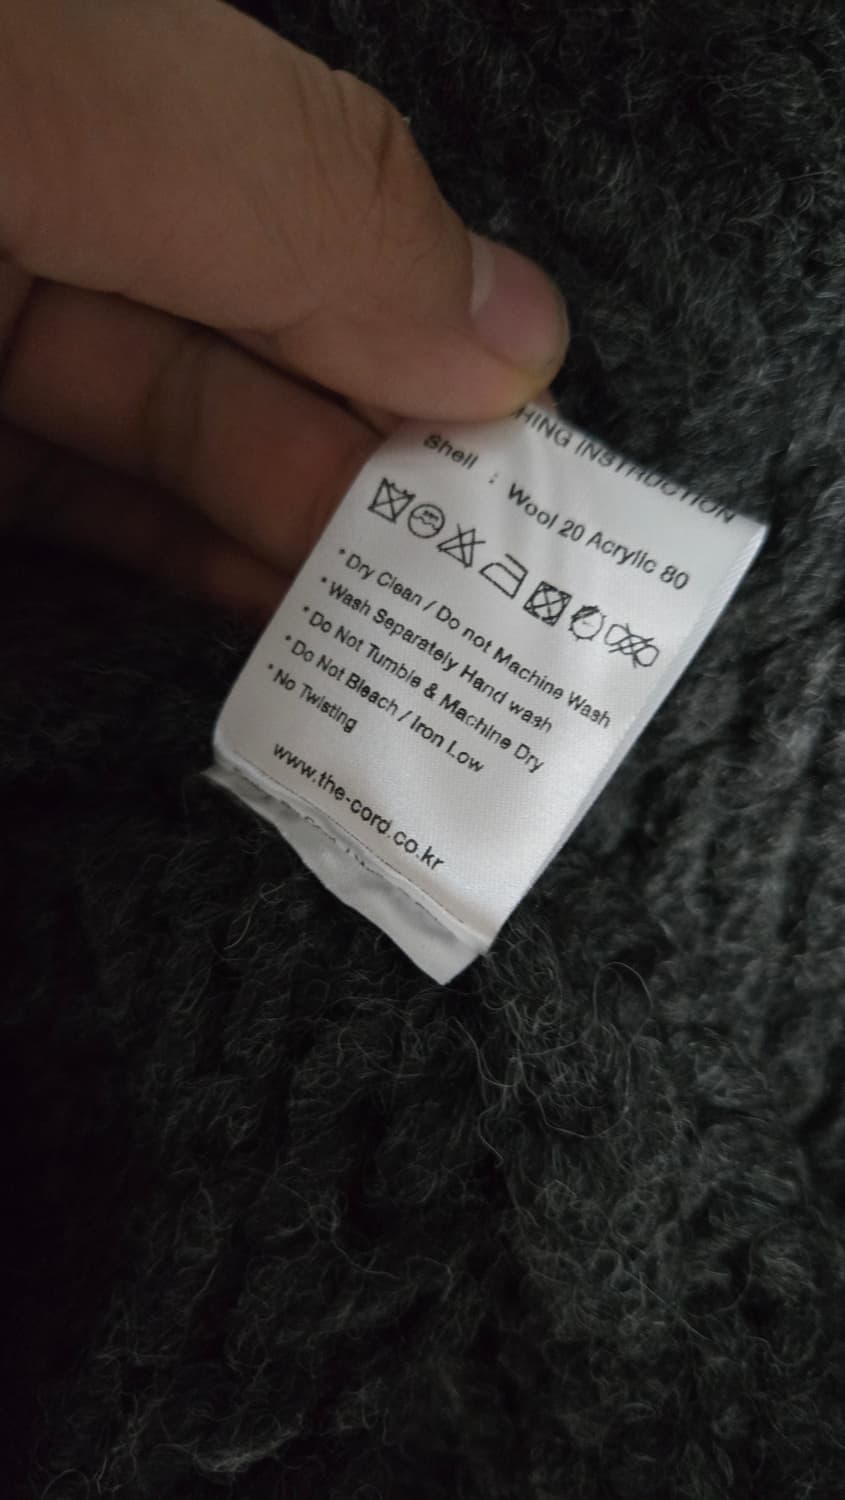 HING INSTRUCTION
Shell : Wool 20 Acrylic 80
* Dry Clean / Do not Machine Wash
* Wash Separately Hand wash
* Do Not Tumble & Machine Dry
* Do Not Bleach / Iron Low
* No Twisting
www.the-cord.co.kr